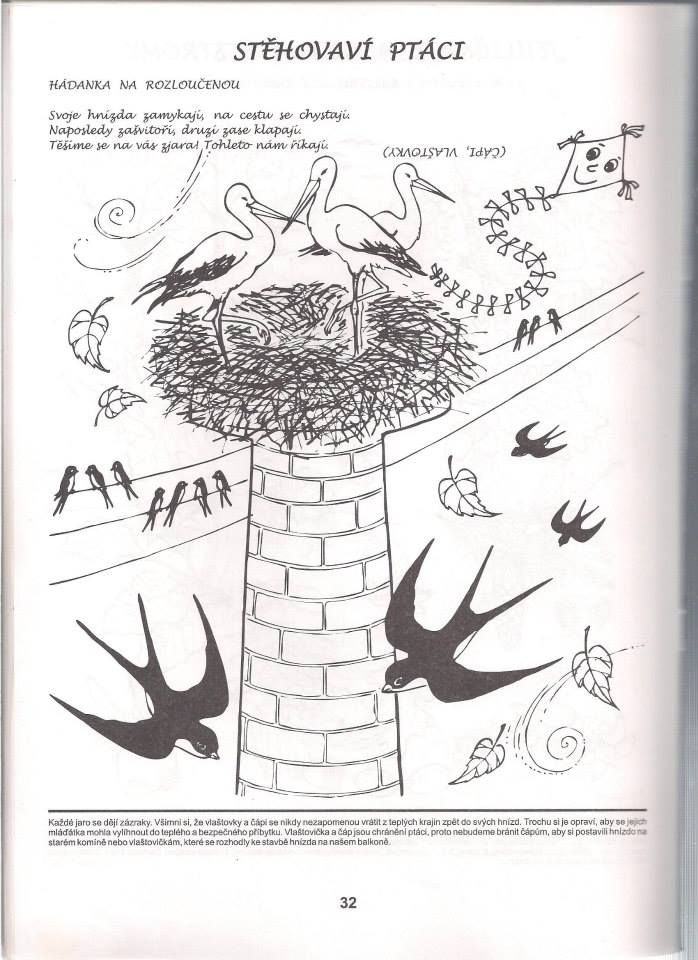 STĚHOVAVÍ PTÁCI
HÁDANKA NA ROZLOUČENOU
Svoje hnízda zamykají, na cestu se chystají.
Naposledy zašvitoří, druzí zase klapají.
Těšíme se na vás zjara! Tohleto nám říkají.
(ČÁPI, VLAŠŤOVKY)
Každé jaro se dějí zázraky. Všimni si, že vlaštovky a čápi se nikdy nezapomenou vrátit z teplých krajin zpět do svých hnízd. Trochu si je opraví, aby se jejich
mláďátka mohla vylíhnout do teplého a bezpečného příbytku. Vlaštovička a čáp jsou chránění ptáci, proto nebudeme bránit čápům, aby si postavili hnízdo na
starém komíně nebo vlaštovičkám, které se rozhodly ke stavbě hnízda na našem balkoně.
32